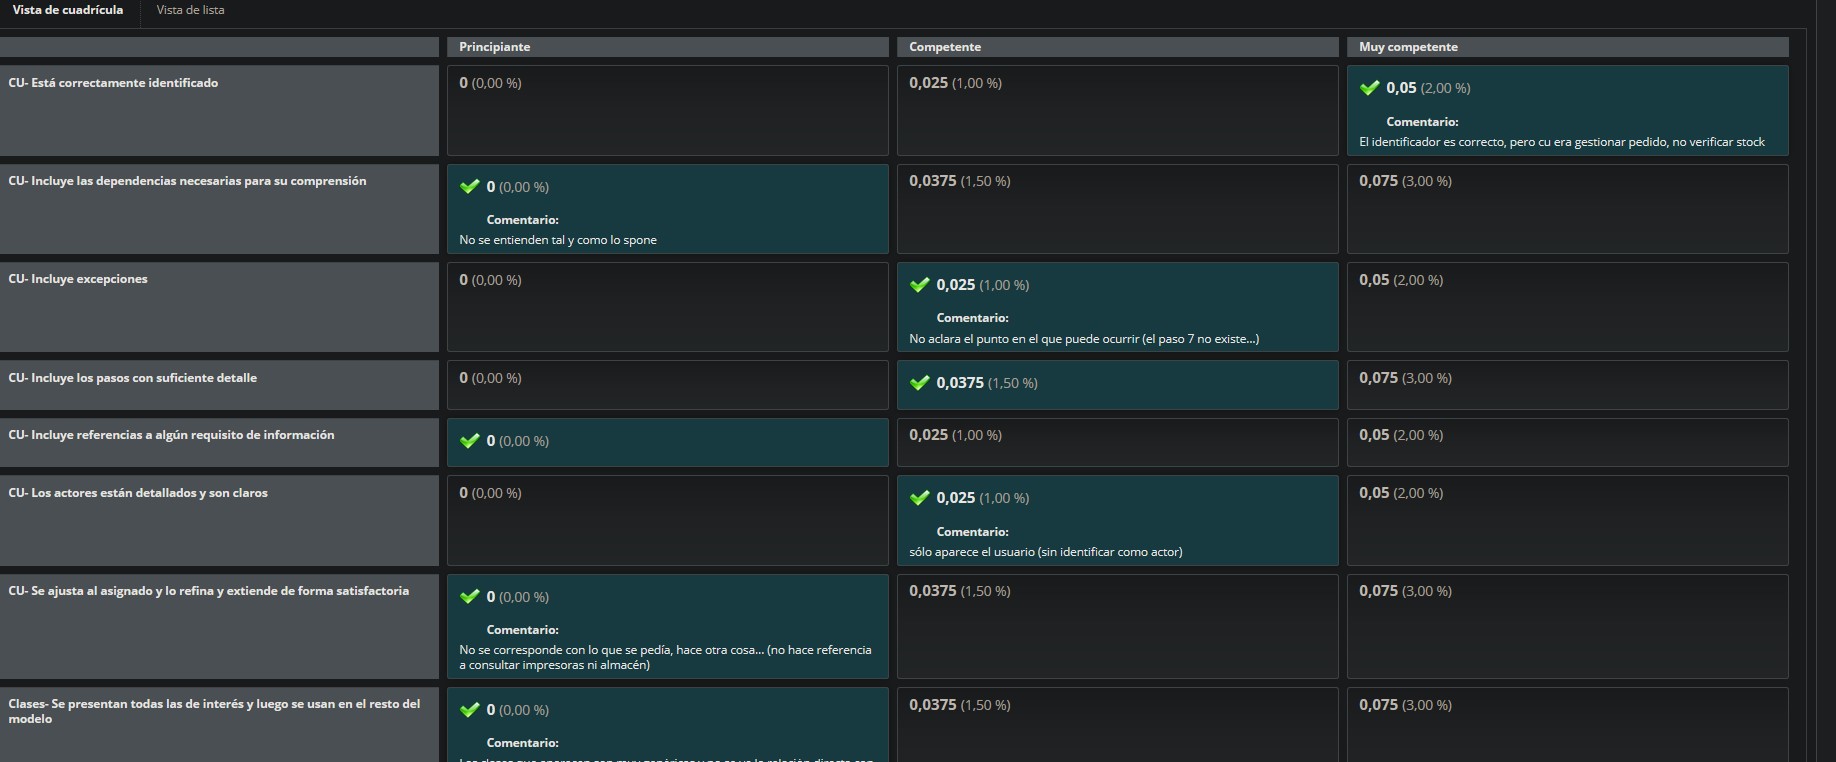 Vista de cuadrícula
Vista de lista
Principiante
Competente
Muy competente
CU- Está correctamente identificado
0 (0,00 %)
0,025 (1,00 %)
0,05 (2,00 %)
Comentario:
El identificador es correcto, pero cu era gestionar pedido, no verificar stock
CU- Incluye las dependencias necesarias para su comprensión
0 (0,00 %)
Comentario:
No se entienden tal y como lo spone
0,0375 (1,50 %)
0,075 (3,00 %)
CU- Incluye excepciones
0 (0,00 %)
0,025 (1,00 %)
Comentario:
No aclara el punto en el que puede ocurrir (el paso 7 no existe...)
0,05 (2,00 %)
CU- Incluye los pasos con suficiente detalle
0 (0,00 %)
0,0375 (1,50 %)
0,075 (3,00 %)
CU- Incluye referencias a algún requisito de información
0 (0,00 %)
0,025 (1,00 %)
0,05 (2,00 %)
CU- Los actores están detallados y son claros
0 (0,00 %)
0,025 (1,00 %)
Comentario:
sólo aparece el usuario (sin identificar como actor)
0,05 (2,00 %)
CU- Se ajusta al asignado y lo refina y extiende de forma satisfactoria
0 (0,00 %)
Comentario:
No se corresponde con lo que se pedía, hace otra cosa... (no hace referencia
a consultar impresoras ni almacén)
0,0375 (1,50 %)
0,075 (3,00 %)
Clases- Se presentan todas las de interés y luego se usan en el resto del
modelo
0 (0,00 %)
Comentario:
0,0375 (1,50 %)
0,075 (3,00 %)